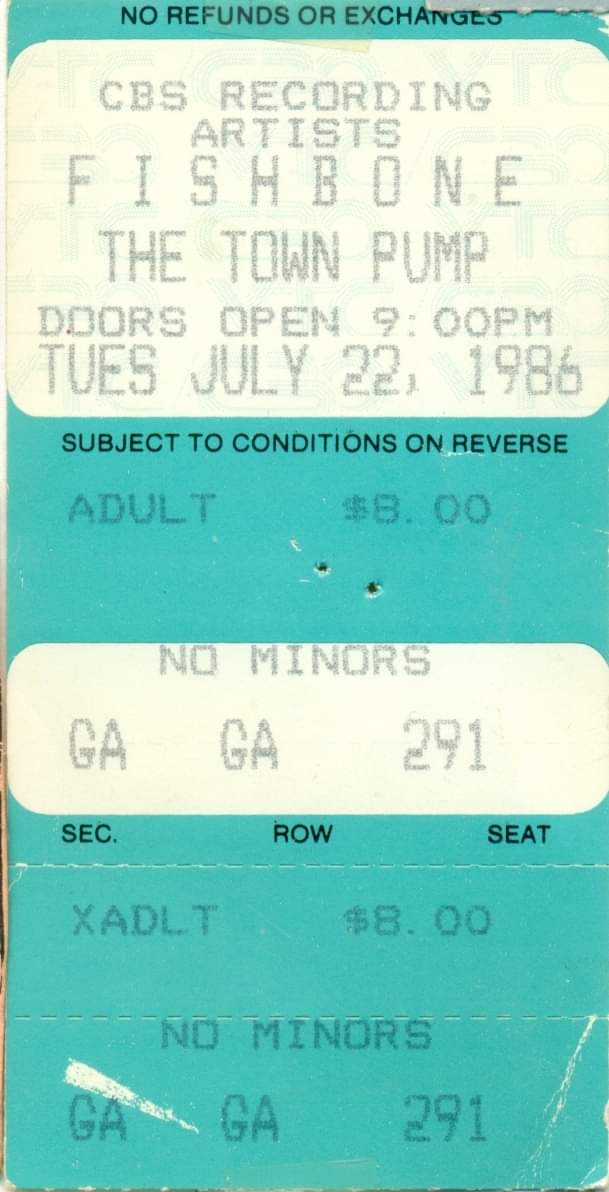 NO REFUNDS OR EXCHANGES
CBS RECORDING
ARTISTS
FISHBONE
THE TOWN PUMP
DOORS OPEN 9:00PM
TUES JULY 22, 1986
SUBJECT TO CONDITIONS ON REVERSE
ADULT $8.00
NO MINORS
GA GA 291
SEC. ROW SEAT
XADLT $8.00
NO MINORS
GA GA 291